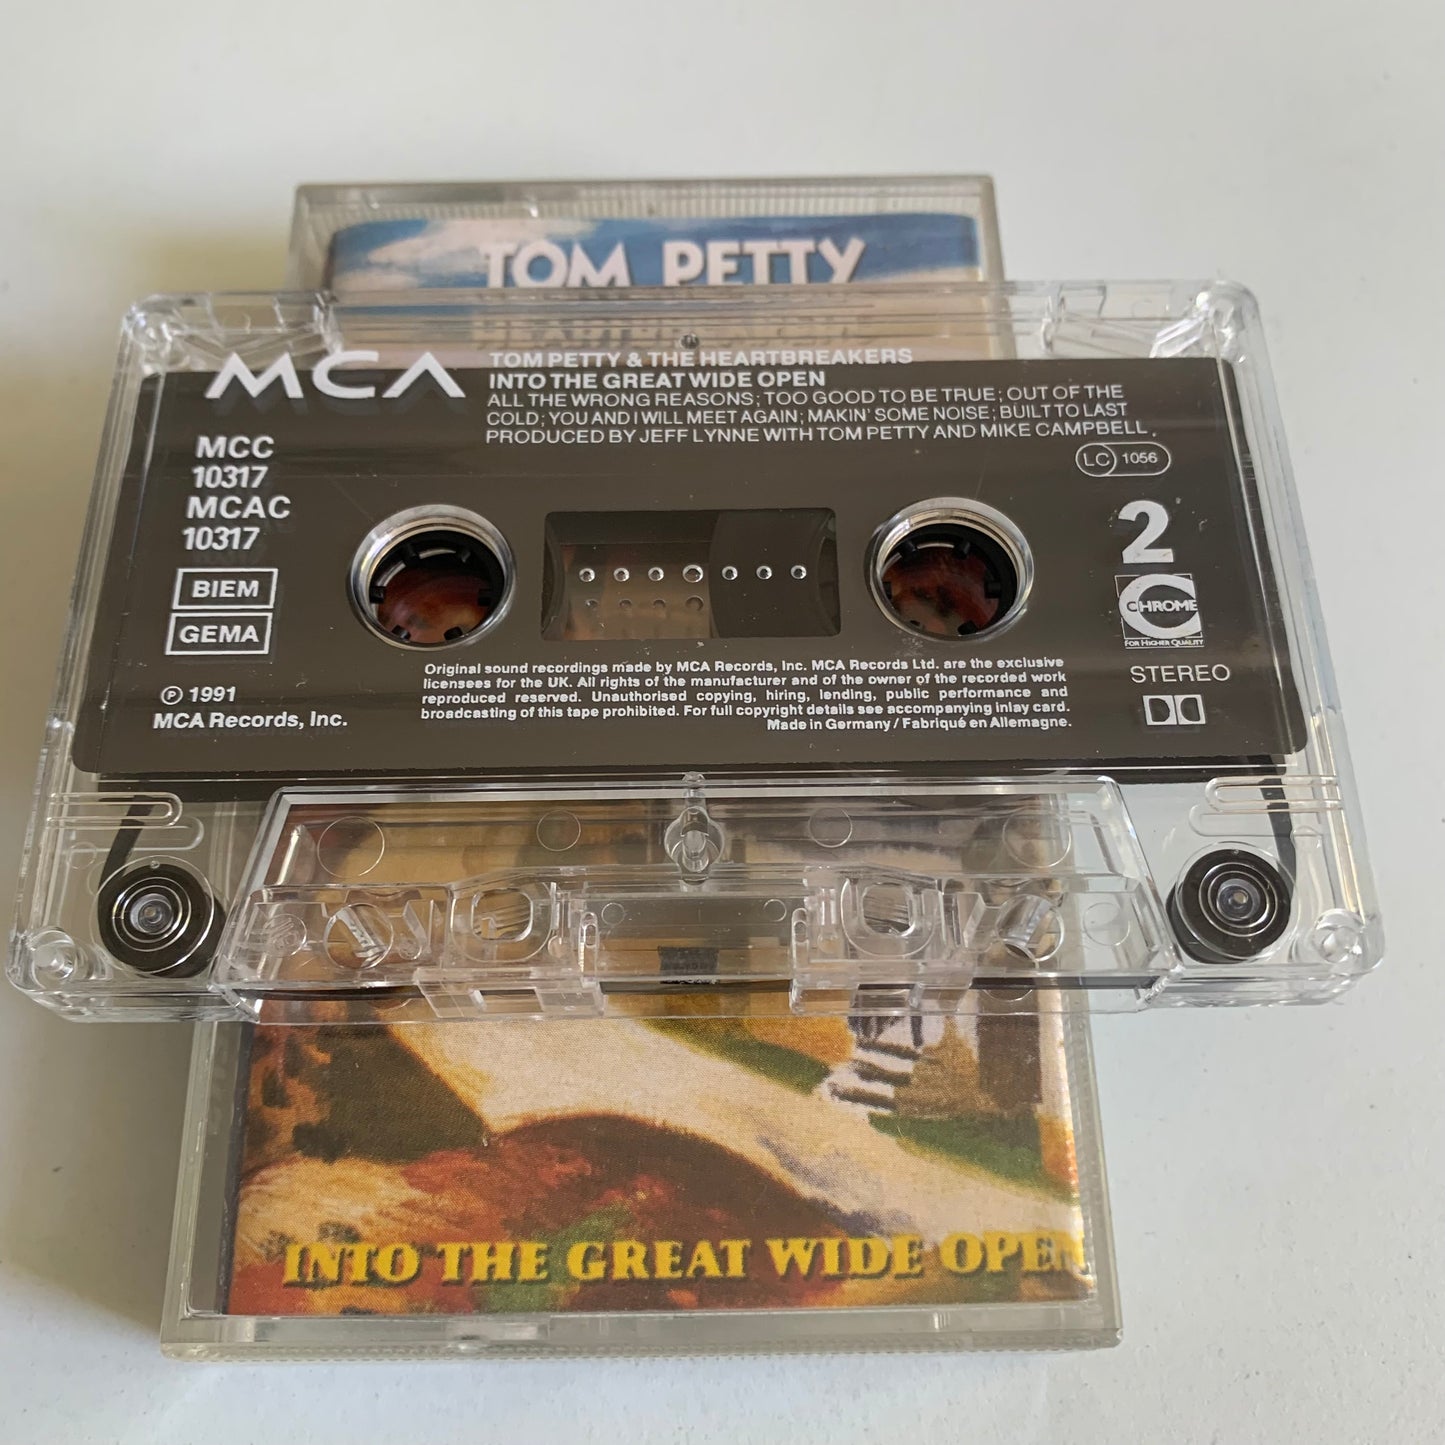 TOM PETTY
MCA
TOM PETTY & THE HEARTBREAKERS
INTO THE GREAT WIDE OPEN
ALL THE WRONG REASONS; TOO GOOD TO BE TRUE; OUT OF THE
COLD; YOU AND I WILL MEET AGAIN; MAKIN' SOME NOISE; BUILT TO LAST
PRODUCED BY JEFF LYNNE WITH TOM PETTY AND MIKE CAMPBELL.
LC 1056
MCC
10317
MCAC
10317
BIEM
GEMA
℗ 1991
MCA Records, Inc.
2
CHROME
FOR HIGHER QUALITY
STEREO
Original sound recordings made by MCA Records, Inc. MCA Records Ltd. are the exclusive
licensees for the UK. All rights of the manufacturer and of the owner of the recorded work
reproduced reserved. Unauthorised copying, hiring, lending, public performance and
broadcasting of this tape prohibited. For full copyright details see accompanying inlay card.
Made in Germany / Fabriqué en Allemagne.
INTO THE GREAT WIDE OPEN